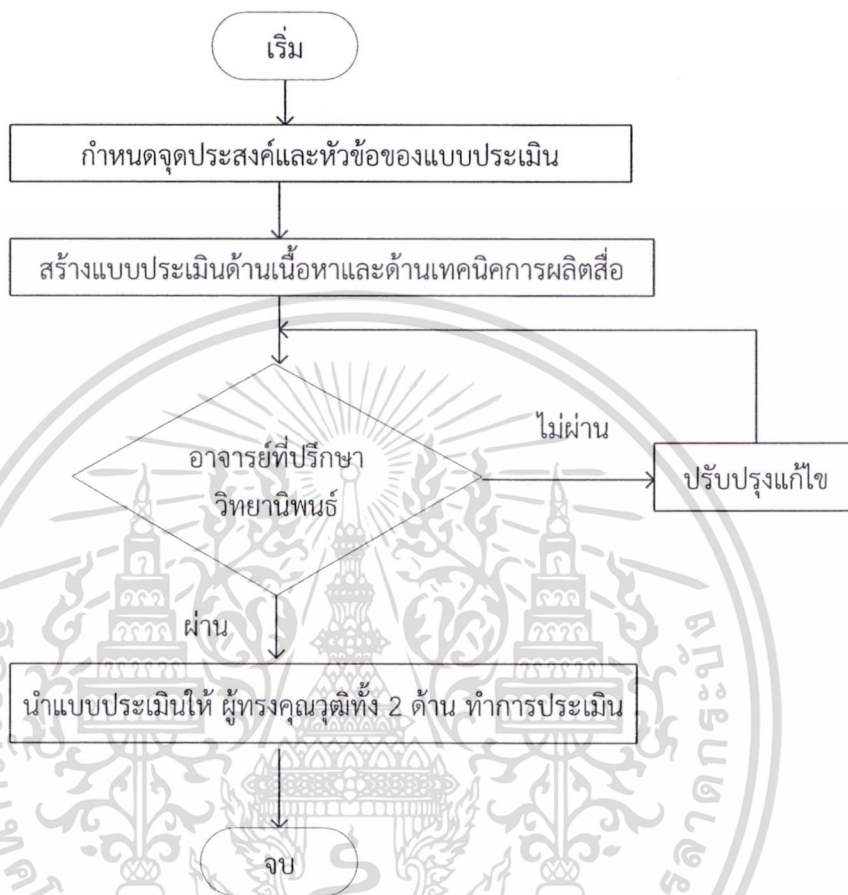 เริ่ม
กำหนดจุดประสงค์และหัวข้อของแบบประเมิน
สร้างแบบประเมินด้านเนื้อหาและด้านเทคนิคการผลิตสื่อ
อาจารย์ที่ปรึกษา
วิทยานิพนธ์
ไม่ผ่าน
ปรับปรุงแก้ไข
ผ่าน
นำแบบประเมินให้ ผู้ทรงคุณวุฒิทั้ง 2 ด้าน ทำการประเมิน
จบ